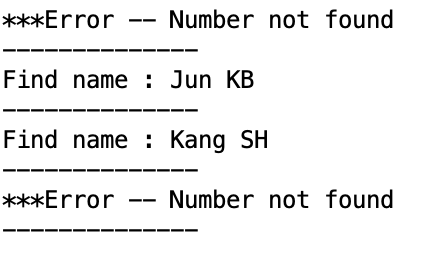 ***Error -- Number not found
--------------
Find name : Jun KB
--------------
Find name : Kang SH
--------------
***Error -- Number not found
--------------